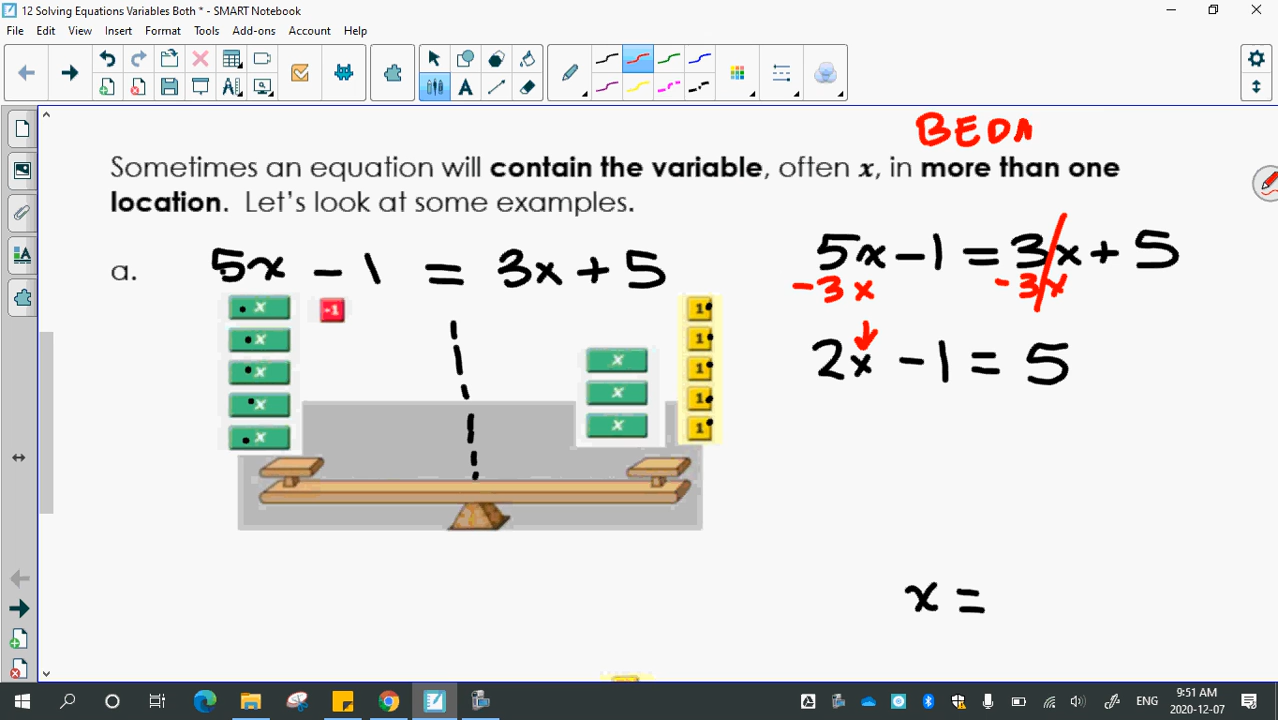 12 Solving Equations Variables Both * - SMART Notebook
File Edit View Insert Format Tools Add-ons Account Help
BEDM
Sometimes an equation will contain the variable, often x, in more than one
location. Let's look at some examples.
a. 5x - 1 = 3x + 5
5x - 1 = 3x + 5
- 3x - 3x
2x - 1 = 5
x -1 1
x 1
x x 1
x x 1
x x 1
x =
ENG
9:51 AM
2020-12-07